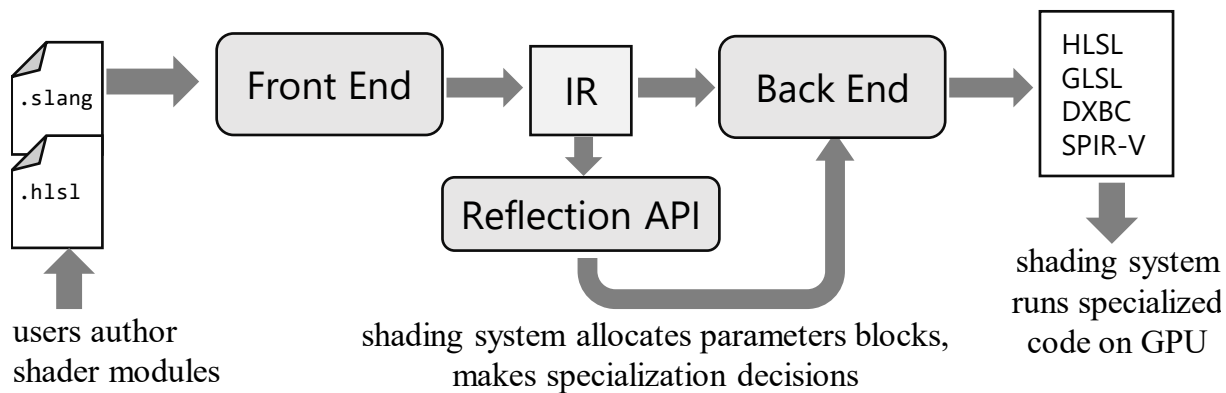 .slang
.hlsl
users author
shader modules
Front End
IR
Reflection API
Back End
shading system allocates parameters blocks,
makes specialization decisions
HLSL
GLSL
DXBC
SPIR-V
shading system
runs specialized
code on GPU